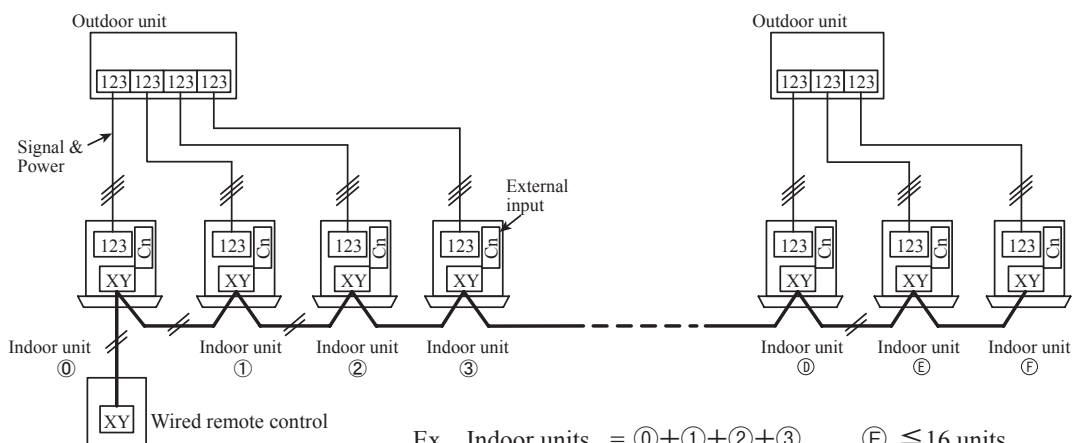 Outdoor unit
Outdoor unit
123 123 123 123
123 123 123
Signal &
Power
External
input
123 Cn
123 Cn
123 Cn
123 Cn
123 Cn
123 Cn
123 Cn
XY
XY
XY
XY
XY
XY
XY
Indoor unit
⓪
Indoor unit
①
Indoor unit
②
Indoor unit
③
Indoor unit
Ⓓ
Indoor unit
Ⓔ
Indoor unit
Ⓕ
XY Wired remote control
Ex. Indoor units = ⓪+①+②+③ Ⓕ ≦16 units